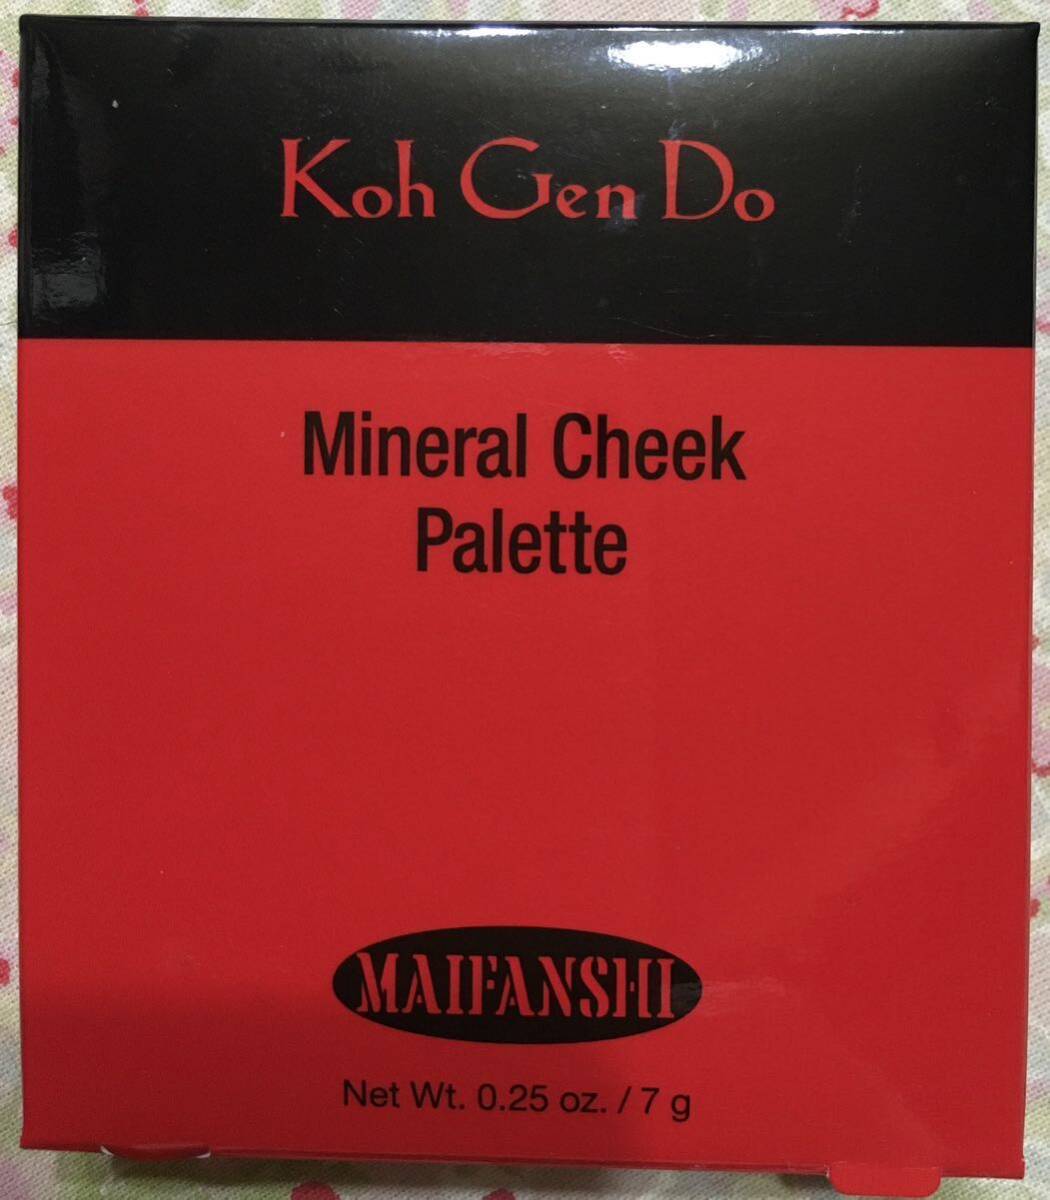 Koh Gen Do
Mineral Cheek
Palette
MAIFANSHI
Net Wt. 0.25 oz. / 7 g